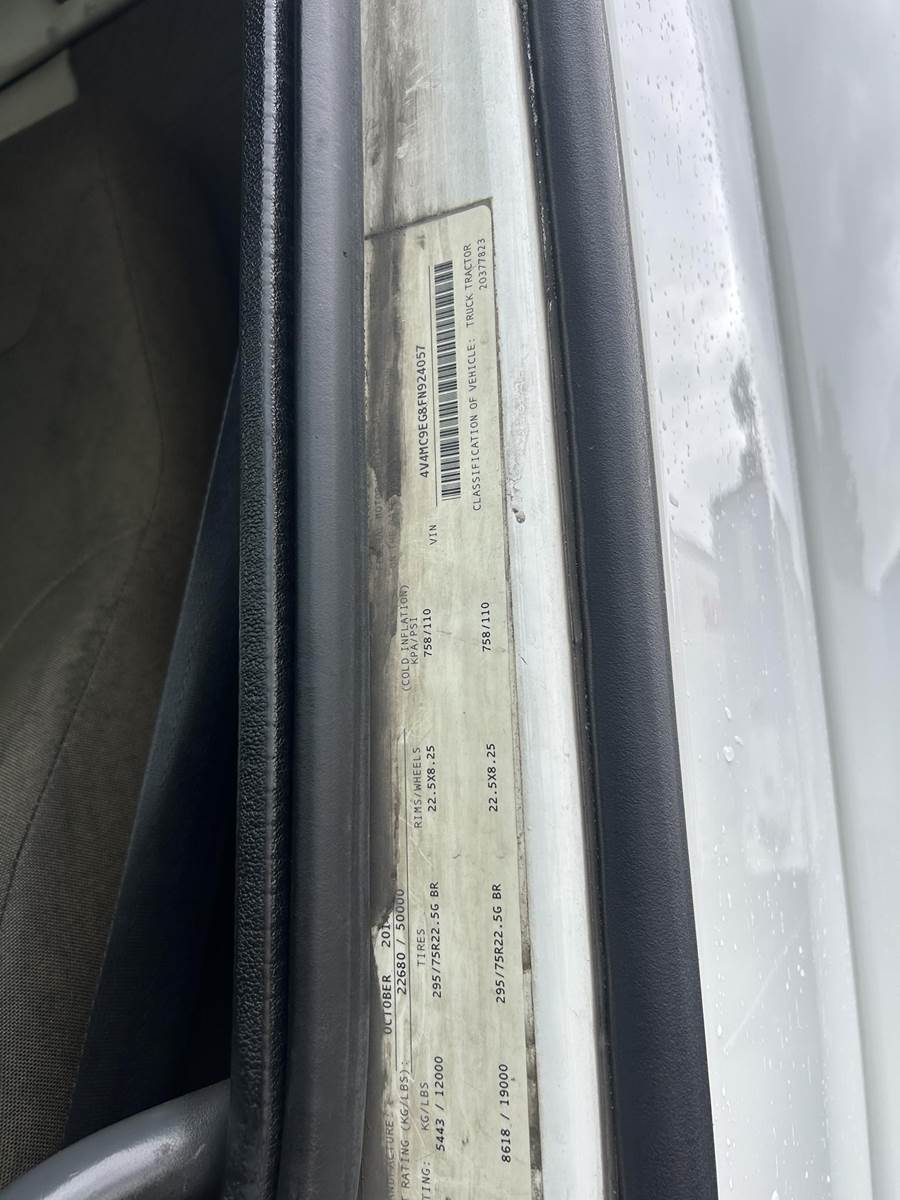 OCTOBER 201
RATING (KG/LBS): 22680 / 50000
(COLD INFLATION)
TING: KG/LBS TIRES RIMS/WHEELS KPA/PSI
5443 / 12000 295/75R22.5G BR 22.5X8.25 758/110
8618 / 19000 295/75R22.5G BR 22.5X8.25 758/110
VIN 4V4MC9EG8FN924057
CLASSIFICATION OF VEHICLE: TRUCK TRACTOR
20377823